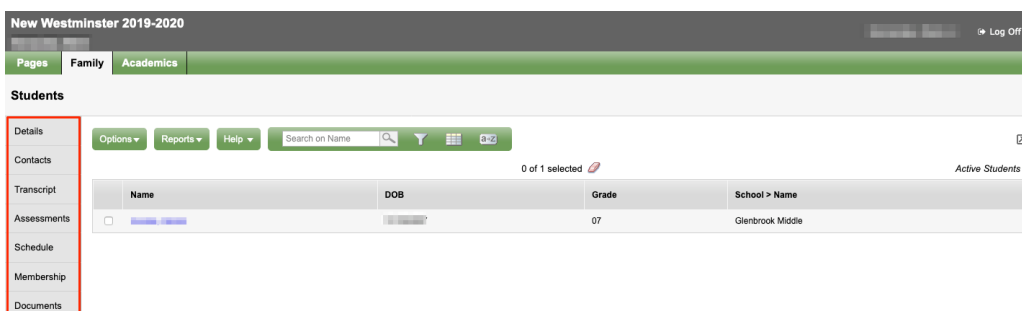 New Westminster 2019-2020
Log Off
Pages Family Academics
Students
Details
Contacts
Transcript
Assessments
Schedule
Membership
Documents
Options Reports Help Search on Name a-z
0 of 1 selected Active Students
Name DOB Grade School > Name
07 Glenbrook Middle